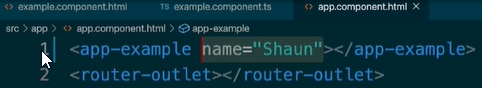 example.component.html TS example.component.ts app.component.html ×
src > app > app.component.html > app-example
1 <app-example name="Shaun"></app-example>
2 <router-outlet></router-outlet>